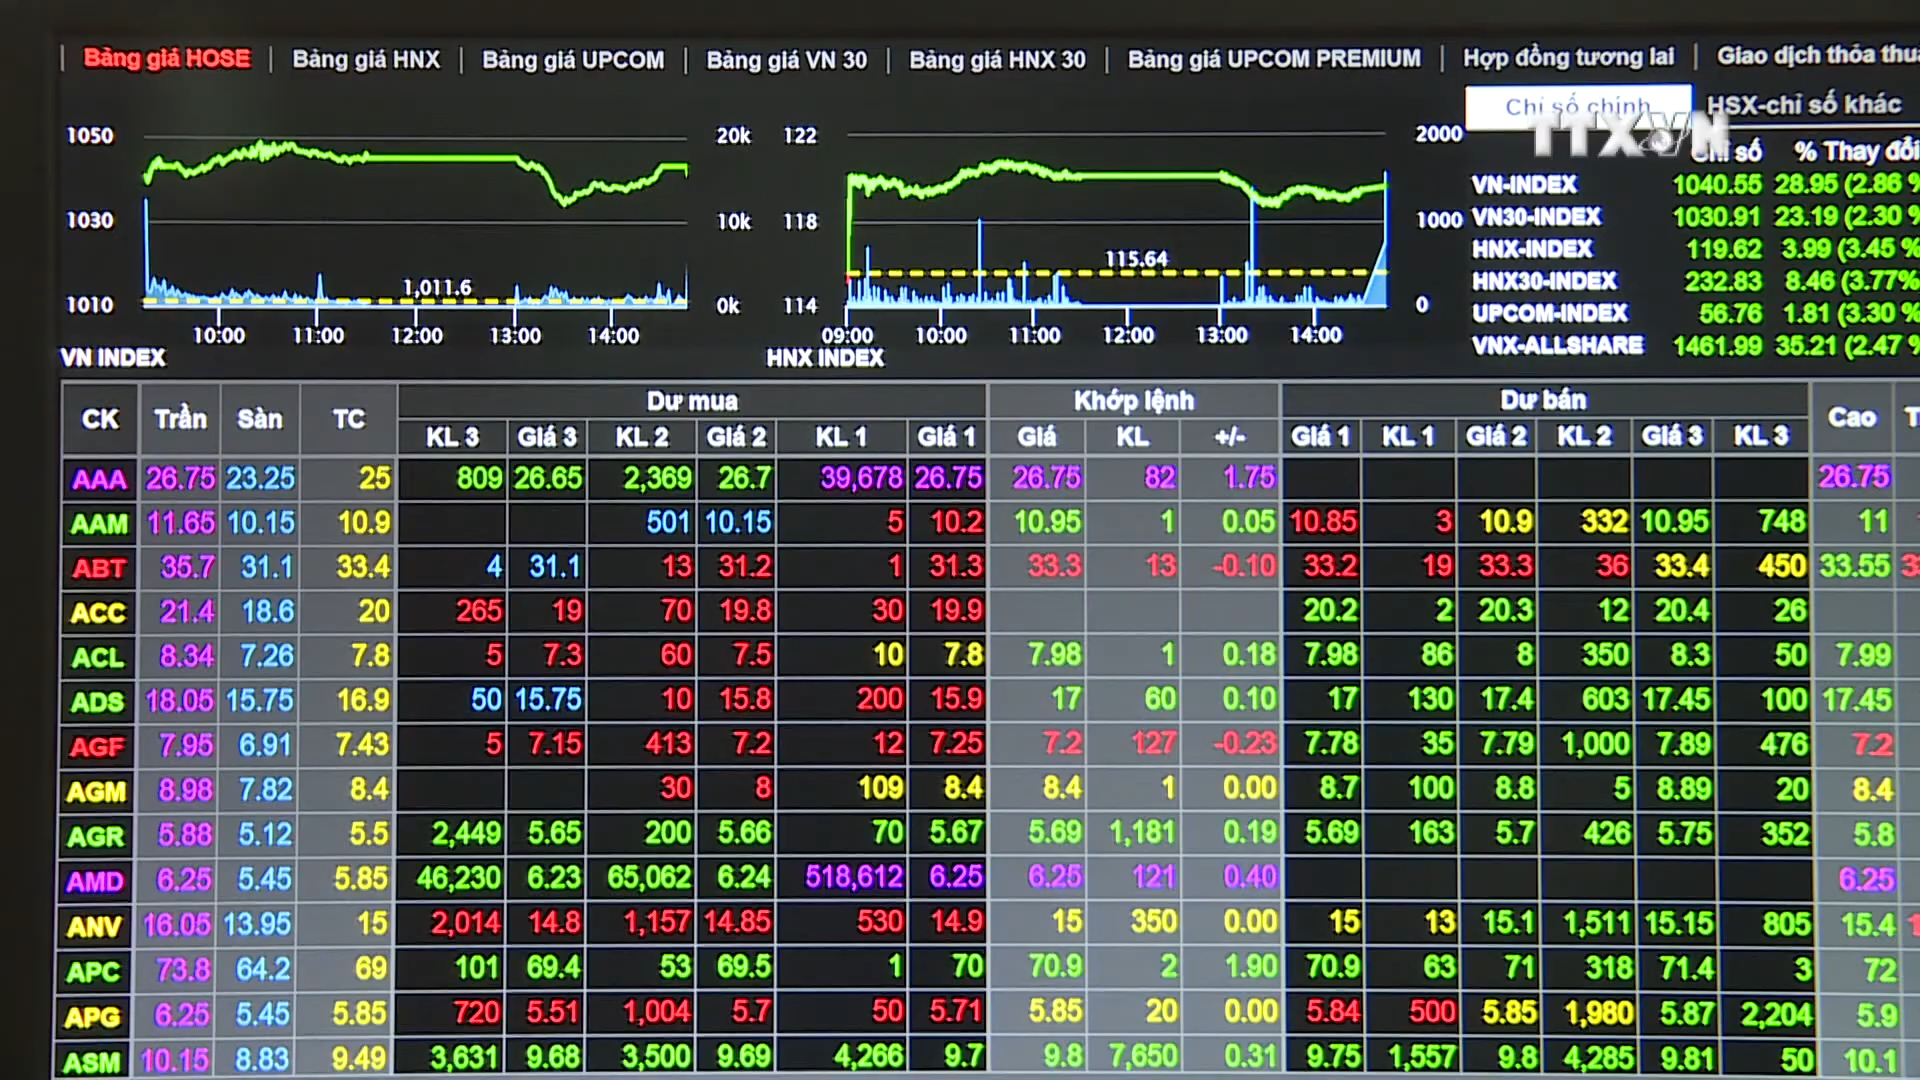 Bảng giá HOSE | Bảng giá HNX | Bảng giá UPCOM | Bảng giá VN 30 | Bảng giá HNX 30 | Bảng giá UPCOM PREMIUM | Hợp đồng tương lai | Giao dịch thỏa
Chỉ số chính HSX-chỉ số khác
TTXVN
1050 20k 122 2000
1030 10k 118 1000
1010 0k 114 0
1,011.6 115.64
10:00 11:00 12:00 13:00 14:00 09:00 10:00 11:00 12:00 13:00 14:00
VN INDEX HNX INDEX
Chỉ số % Thay đổi
VN-INDEX 1040.55 28.95 (2.86 %
VN30-INDEX 1030.91 23.19 (2.30 %
HNX-INDEX 119.62 3.99 (3.45 %
HNX30-INDEX 232.83 8.46 (3.77%
UPCOM-INDEX 56.76 1.81 (3.30 %
VNX-ALLSHARE 1461.99 35.21 (2.47 %
CK Trần Sàn TC Dư mua Khớp lệnh Dư bán Cao
KL 3 Giá 3 KL 2 Giá 2 KL 1 Giá 1 Giá KL +/- Giá 1 KL 1 Giá 2 KL 2 Giá 3 KL 3
AAA 26.75 23.25 25 809 26.65 2,369 26.7 39,678 26.75 26.75 82 1.75 26.75
AAM 11.65 10.15 10.9 501 10.15 5 10.2 10.95 1 0.05 10.85 3 10.9 332 10.95 748 11
ABT 35.7 31.1 33.4 4 31.1 13 31.2 1 31.3 33.3 13 -0.10 33.2 19 33.3 36 33.4 450 33.55
ACC 21.4 18.6 20 265 19 70 19.8 30 19.9 20.2 2 20.3 12 20.4 26
ACL 8.34 7.26 7.8 5 7.3 60 7.5 10 7.8 7.98 1 0.18 7.98 86 8 350 8.3 50 7.99
ADS 18.05 15.75 16.9 50 15.75 10 15.8 200 15.9 17 60 0.10 17 130 17.4 603 17.45 100 17.45
AGF 7.95 6.91 7.43 5 7.15 413 7.2 12 7.25 7.2 127 -0.23 7.78 35 7.79 1,000 7.89 476 7.2
AGM 8.98 7.82 8.4 30 8 109 8.4 8.4 1 0.00 8.7 100 8.8 5 8.89 20 8.4
AGR 5.88 5.12 5.5 2,449 5.65 200 5.66 70 5.67 5.69 1,181 0.19 5.69 163 5.7 426 5.75 352 5.8
AMD 6.25 5.45 5.85 46,230 6.23 65,062 6.24 518,612 6.25 6.25 121 0.40 6.25
ANV 16.05 13.95 15 2,014 14.8 1,157 14.85 530 14.9 15 350 0.00 15 13 15.1 1,511 15.15 805 15.4
APC 73.8 64.2 69 101 69.4 53 69.5 1 70 70.9 2 1.90 70.9 63 71 318 71.4 3 72
APG 6.25 5.45 5.85 720 5.51 1,004 5.7 50 5.71 5.85 20 0.00 5.84 500 5.85 1,980 5.87 2,204 5.9
ASM 10.15 8.83 9.49 3,631 9.68 3,500 9.69 4,266 9.7 9.8 7,650 0.31 9.75 1,557 9.8 4,285 9.81 50 10.1